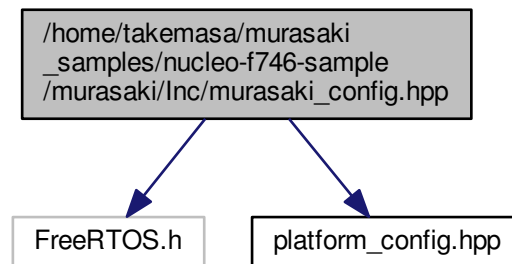 /home/takemasa/murasaki
_samples/nucleo-f746-sample
/murasaki/Inc/murasaki_config.hpp
FreeRTOS.h
platform_config.hpp